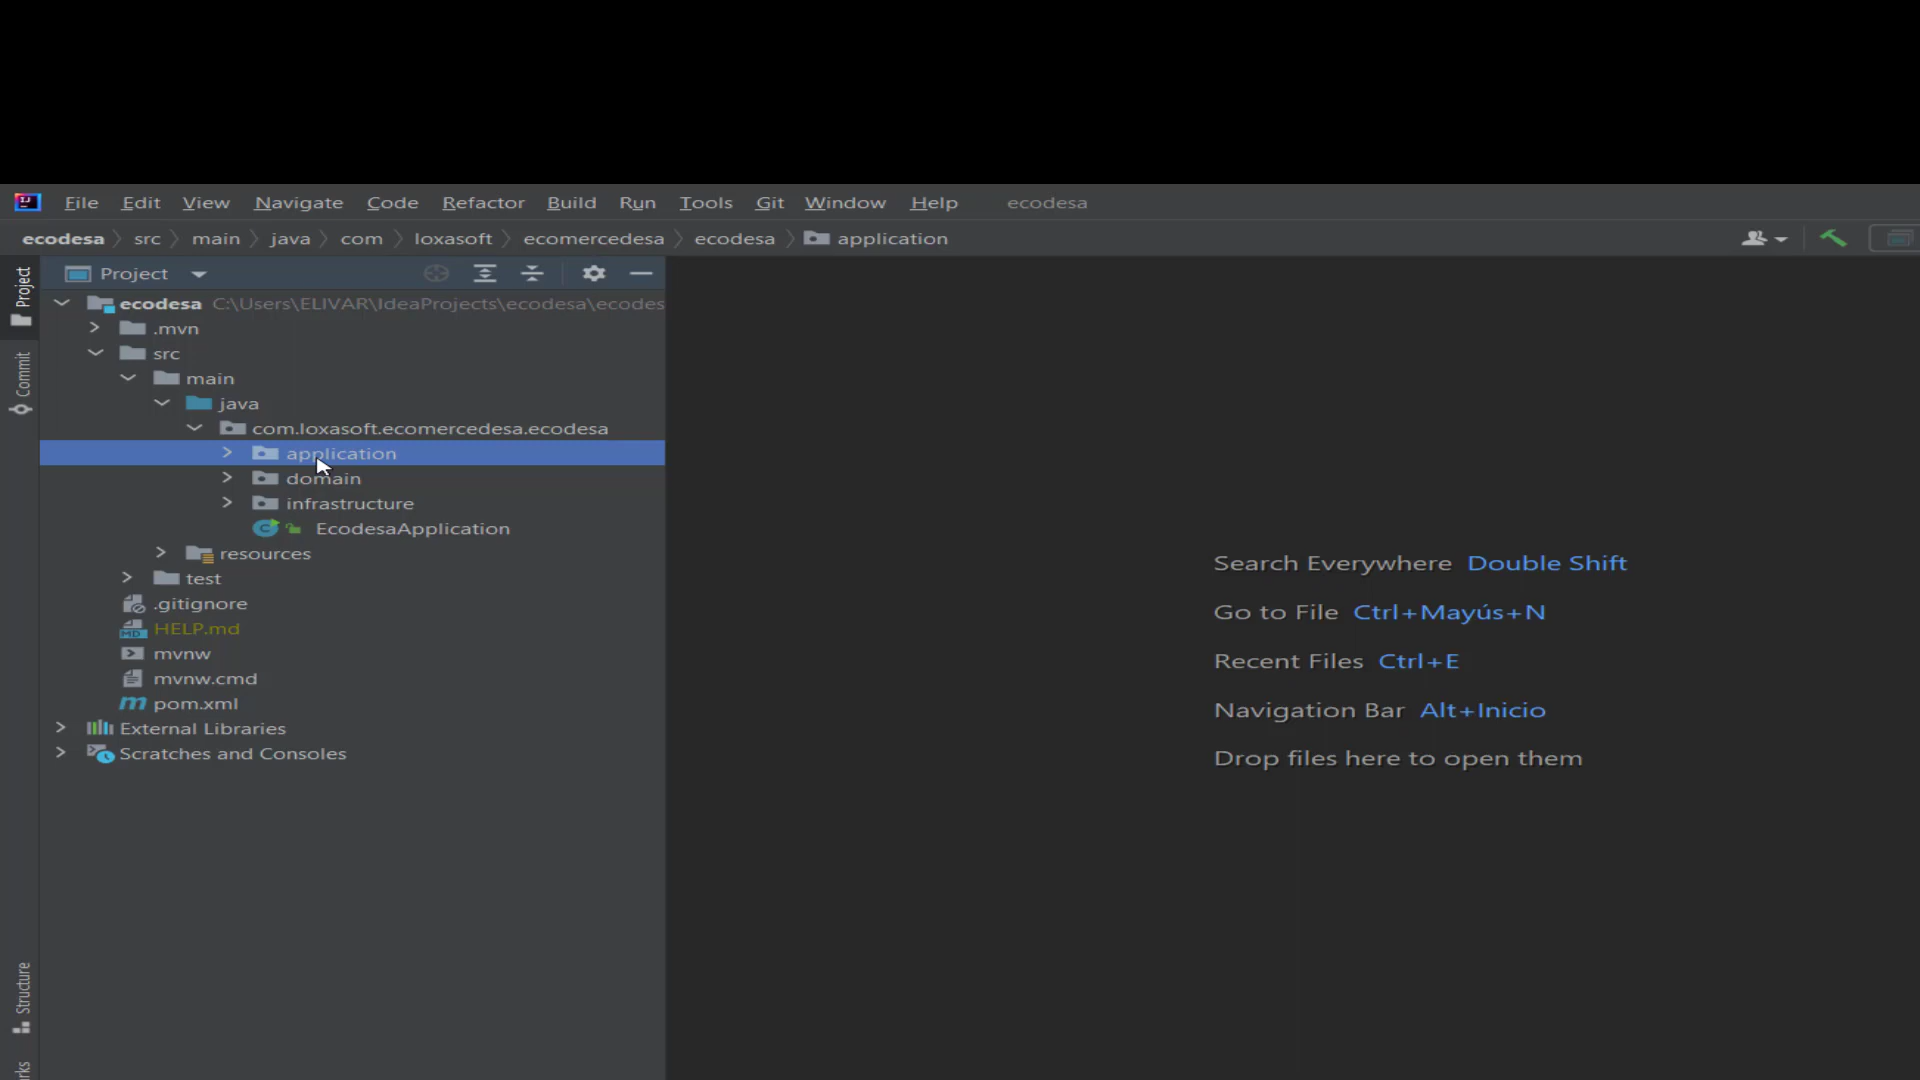 File Edit View Navigate Code Refactor Build Run Tools Git Window Help ecodesa
ecodesa src main java com loxasoft ecomercedesa ecodesa application
Project
Project
Commit
Structure
ecodesa C:\Users\ELIVAR\IdeaProjects\ecodesa\ecodes
.mvn
src
main
java
com.loxasoft.ecomercedesa.ecodesa
application
domain
infrastructure
EcodesaApplication
resources
test
.gitignore
HELP.md
mvnw
mvnw.cmd
pom.xml
External Libraries
Scratches and Consoles
Search Everywhere Double Shift
Go to File Ctrl+Mayús+N
Recent Files Ctrl+E
Navigation Bar Alt+Inicio
Drop files here to open them